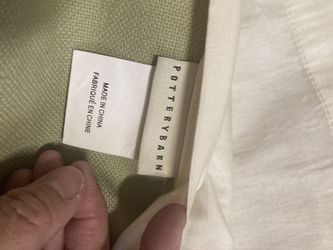 MADE IN CHINA
FABRIQUÉ EN CHINE
POTTERYBARN